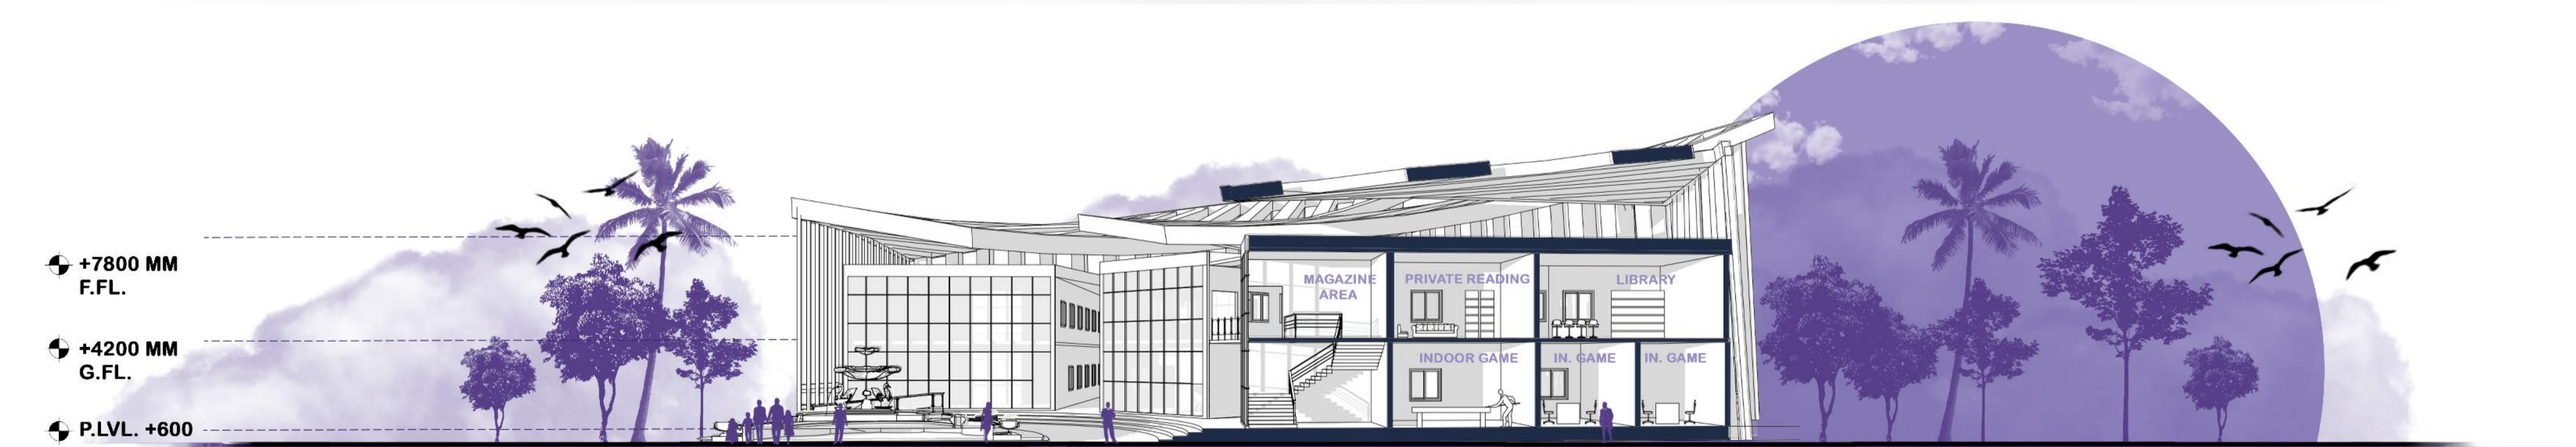 +7800 MM
F.FL.
+4200 MM
G.FL.
P.LVL. +600
MAGAZINE
AREA
PRIVATE READING
LIBRARY
INDOOR GAME
IN. GAME
IN. GAME